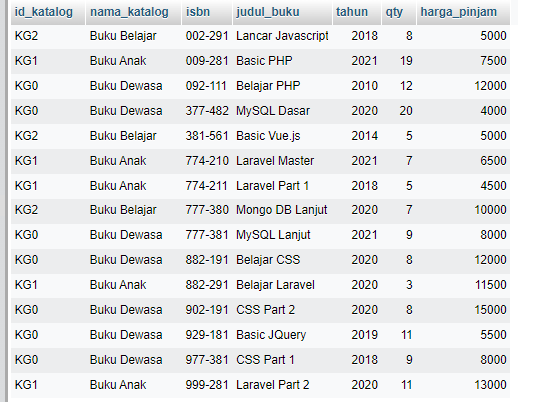 id_katalog nama_katalog isbn judul_buku tahun qty harga_pinjam
KG2 Buku Belajar 002-291 Lancar Javascript 2018 8 5000
KG1 Buku Anak 009-281 Basic PHP 2021 19 7500
KG0 Buku Dewasa 092-111 Belajar PHP 2010 12 12000
KG0 Buku Dewasa 377-482 MySQL Dasar 2020 20 4000
KG2 Buku Belajar 381-561 Basic Vue.js 2014 5 5000
KG1 Buku Anak 774-210 Laravel Master 2021 7 6500
KG1 Buku Anak 774-211 Laravel Part 1 2018 5 4500
KG2 Buku Belajar 777-380 Mongo DB Lanjut 2020 7 10000
KG0 Buku Dewasa 777-381 MySQL Lanjut 2021 9 8000
KG0 Buku Dewasa 882-191 Belajar CSS 2020 8 12000
KG1 Buku Anak 882-291 Belajar Laravel 2020 3 11500
KG0 Buku Dewasa 902-191 CSS Part 2 2020 8 15000
KG0 Buku Dewasa 929-181 Basic JQuery 2019 11 5500
KG0 Buku Dewasa 977-381 CSS Part 1 2018 9 8000
KG1 Buku Anak 999-281 Laravel Part 2 2020 11 13000